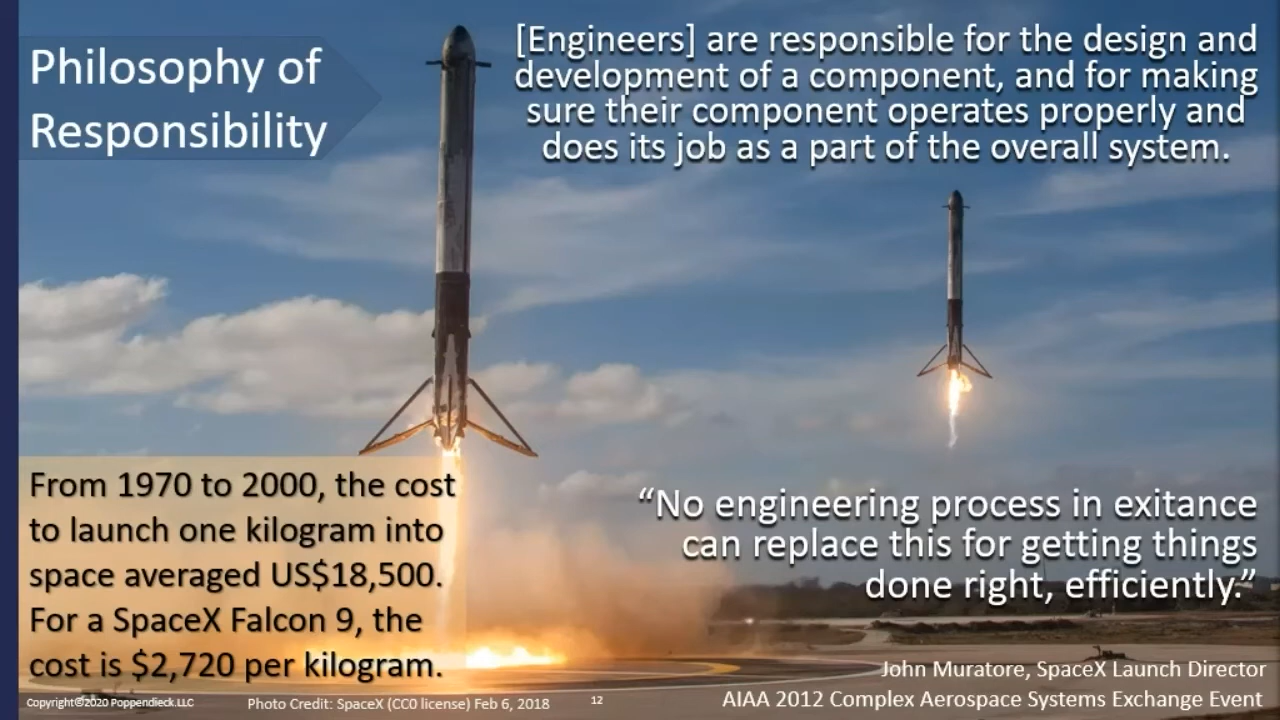 Philosophy of
Responsibility
[Engineers] are responsible for the design and
development of a component, and for making
sure their component operates properly and
does its job as a part of the overall system.
From 1970 to 2000, the cost
to launch one kilogram into
space averaged US$18,500.
For a SpaceX Falcon 9, the
cost is $2,720 per kilogram.
“No engineering process in exitance
can replace this for getting things
done right, efficiently.”
John Muratore, SpaceX Launch Director
AIAA 2012 Complex Aerospace Systems Exchange Event
Copyright©2020 Poppendieck.LLC
Photo Credit: SpaceX (CC0 license) Feb 6, 2018
12